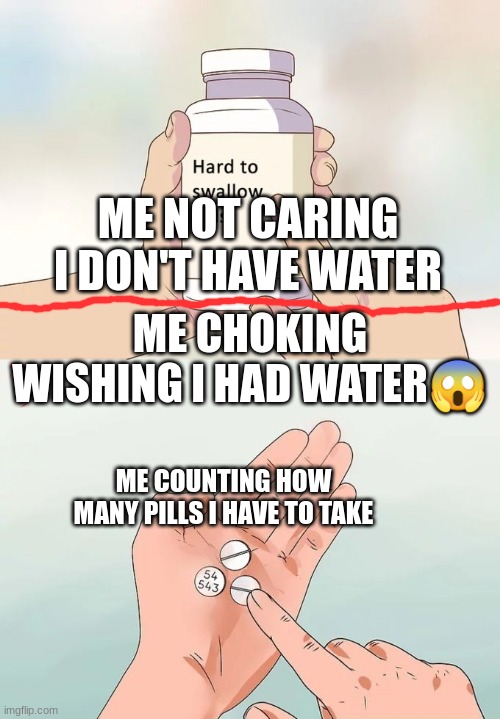 Hard to
swallow
ME NOT CARING
I DON'T HAVE WATER
ME CHOKING
WISHING I HAD WATER😱
ME COUNTING HOW
MANY PILLS I HAVE TO TAKE
54
543
imgflip.com